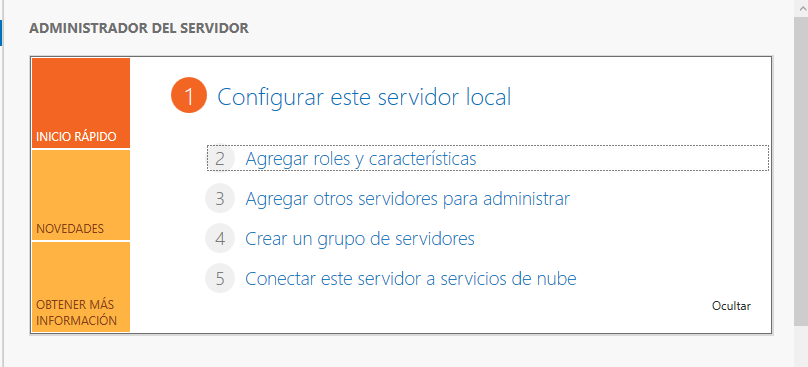 ADMINISTRADOR DEL SERVIDOR
INICIO RÁPIDO
NOVEDADES
OBTENER MÁS
INFORMACIÓN
1 Configurar este servidor local
2 Agregar roles y características
3 Agregar otros servidores para administrar
4 Crear un grupo de servidores
5 Conectar este servidor a servicios de nube
Ocultar